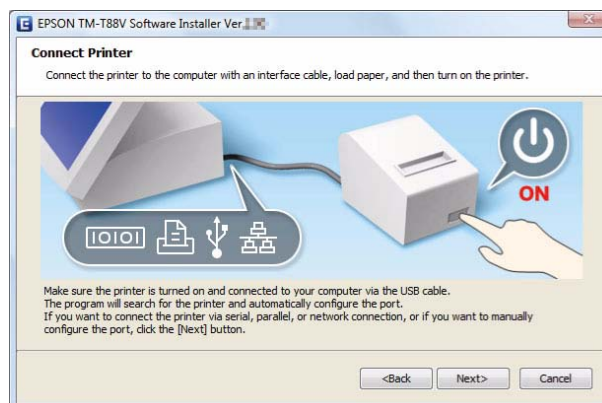 EPSON TM-T88V Software Installer Ver.
Connect Printer
Connect the printer to the computer with an interface cable, load paper, and then turn on the printer.
ON
IOIOI
Make sure the printer is turned on and connected to your computer via the USB cable.
The program will search for the printer and automatically configure the port.
If you want to connect the printer via serial, parallel, or network connection, or if you want to manually
configure the port, click the [Next] button.
<Back
Next>
Cancel